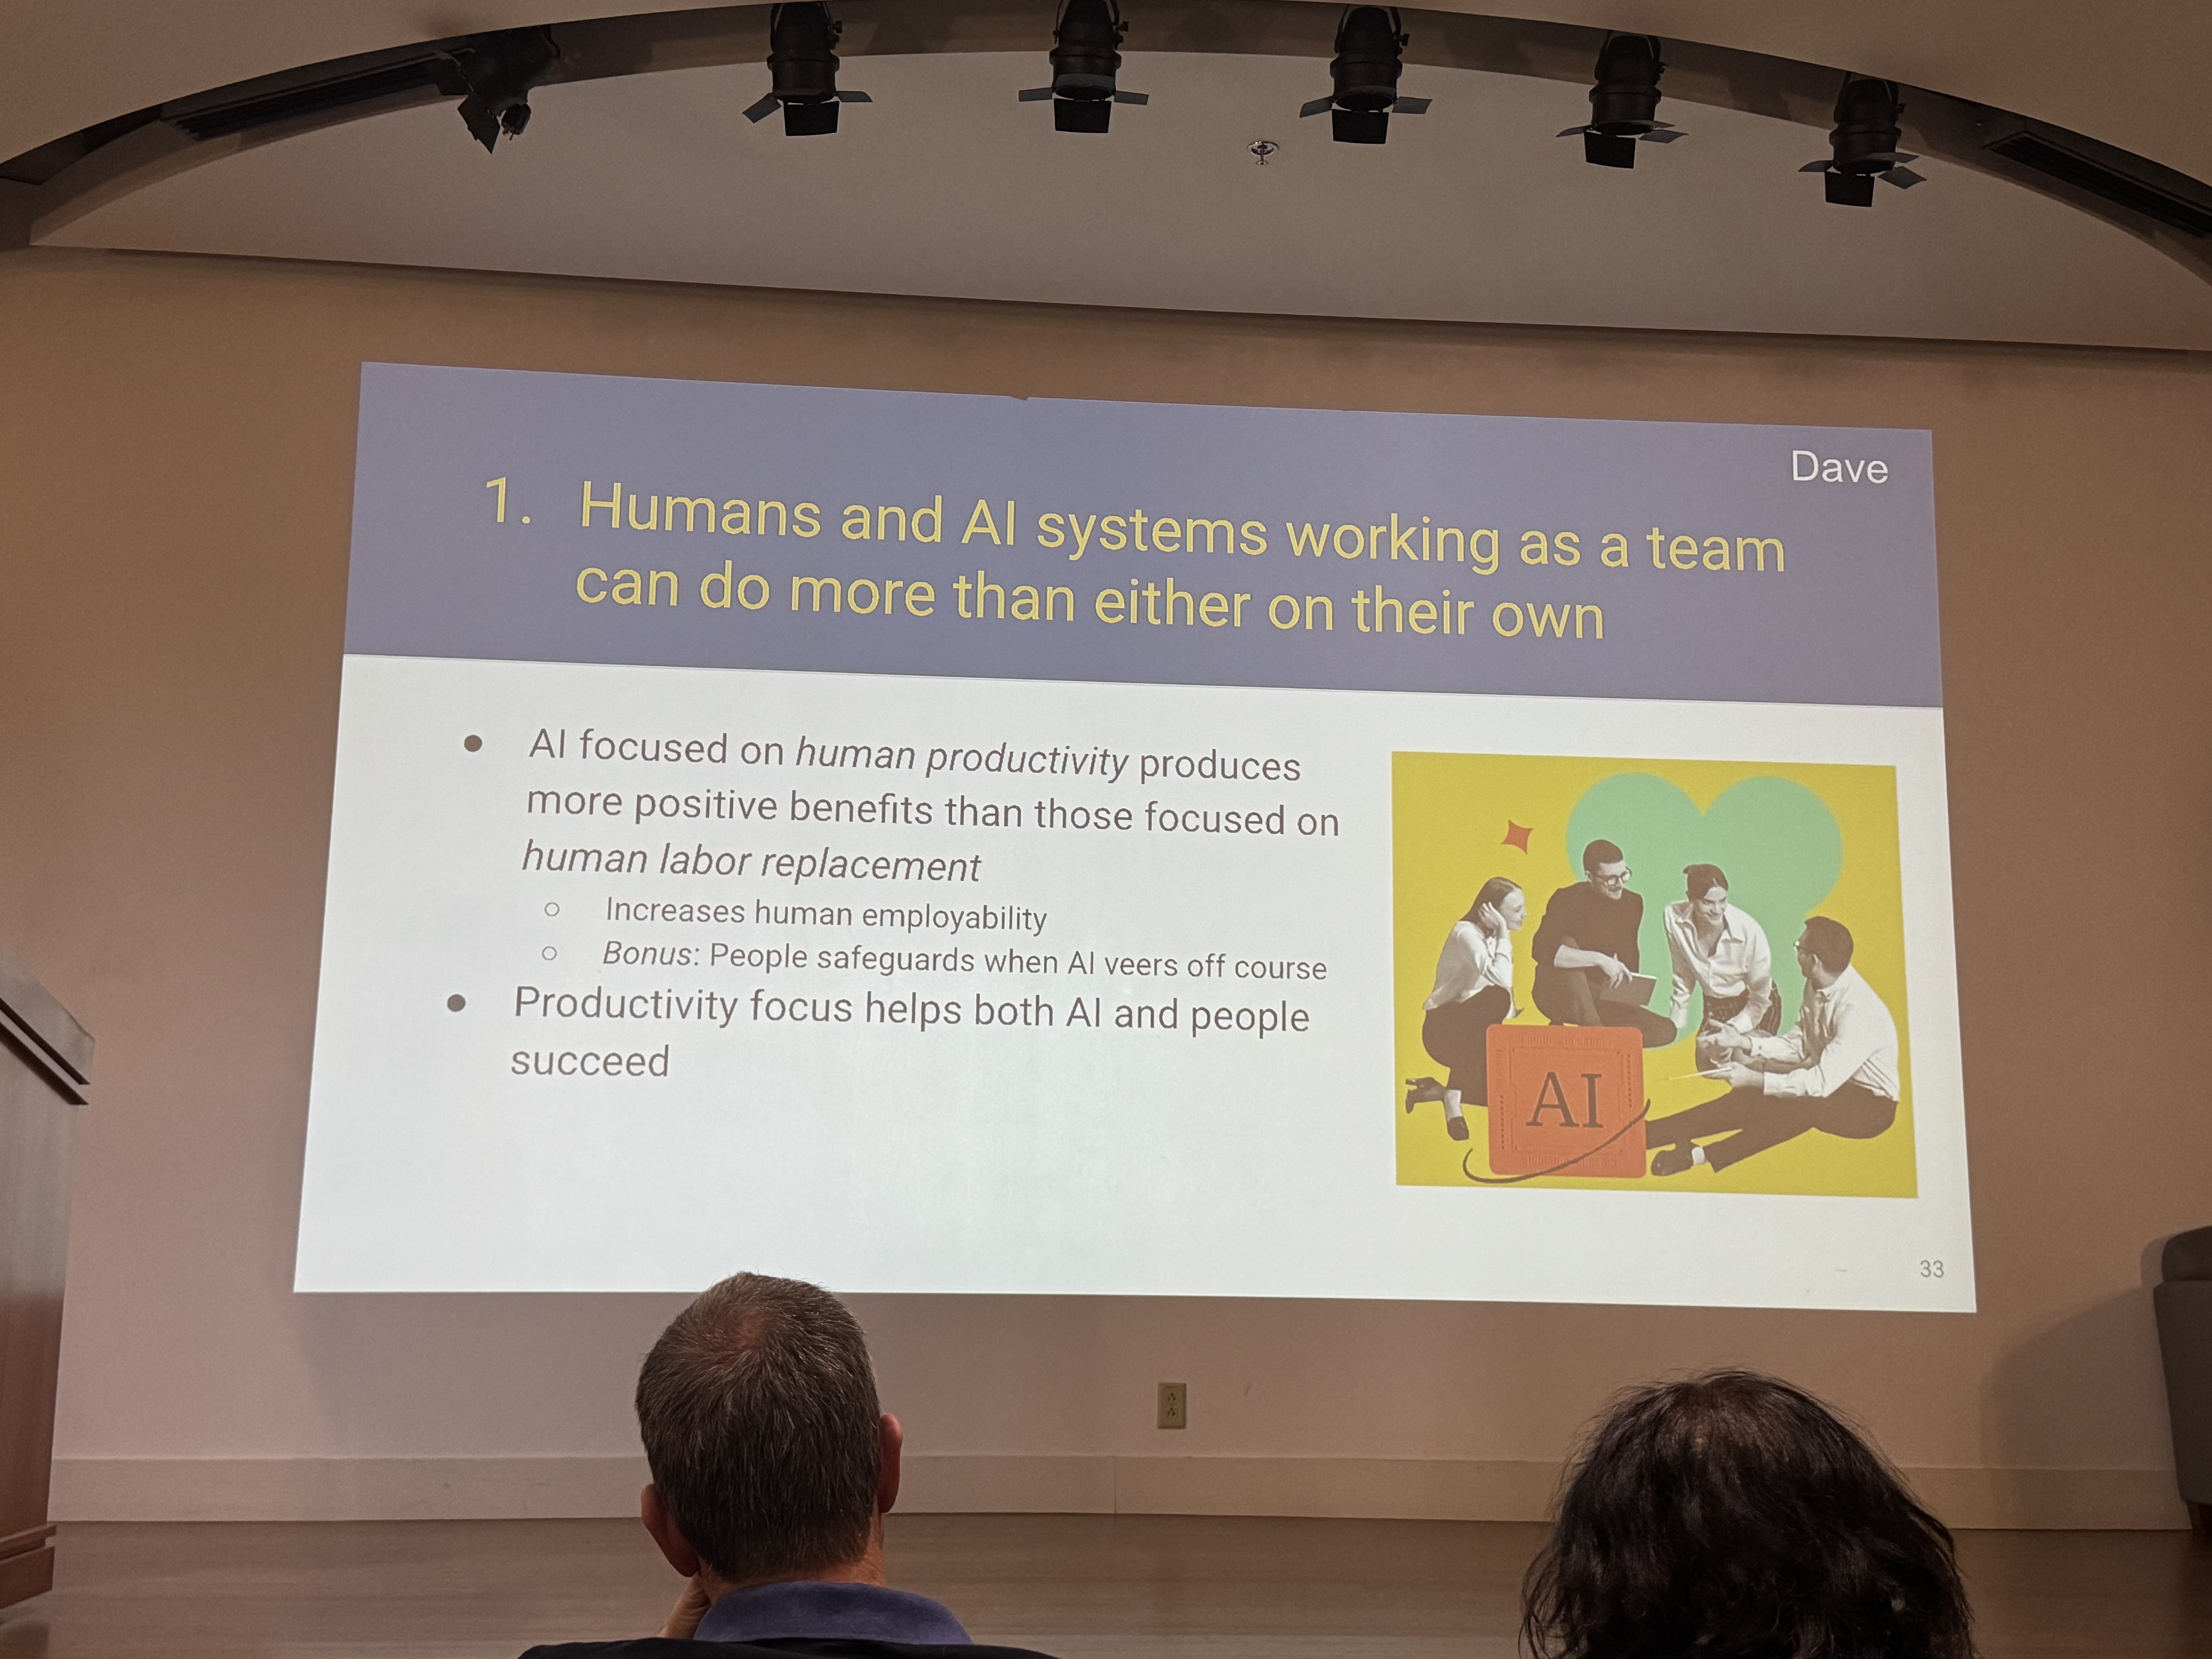 Dave
1. Humans and AI systems working as a team
can do more than either on their own
● AI focused on human productivity produces
more positive benefits than those focused on
human labor replacement
○ Increases human employability
○ Bonus: People safeguards when AI veers off course
● Productivity focus helps both AI and people
succeed
AI
33